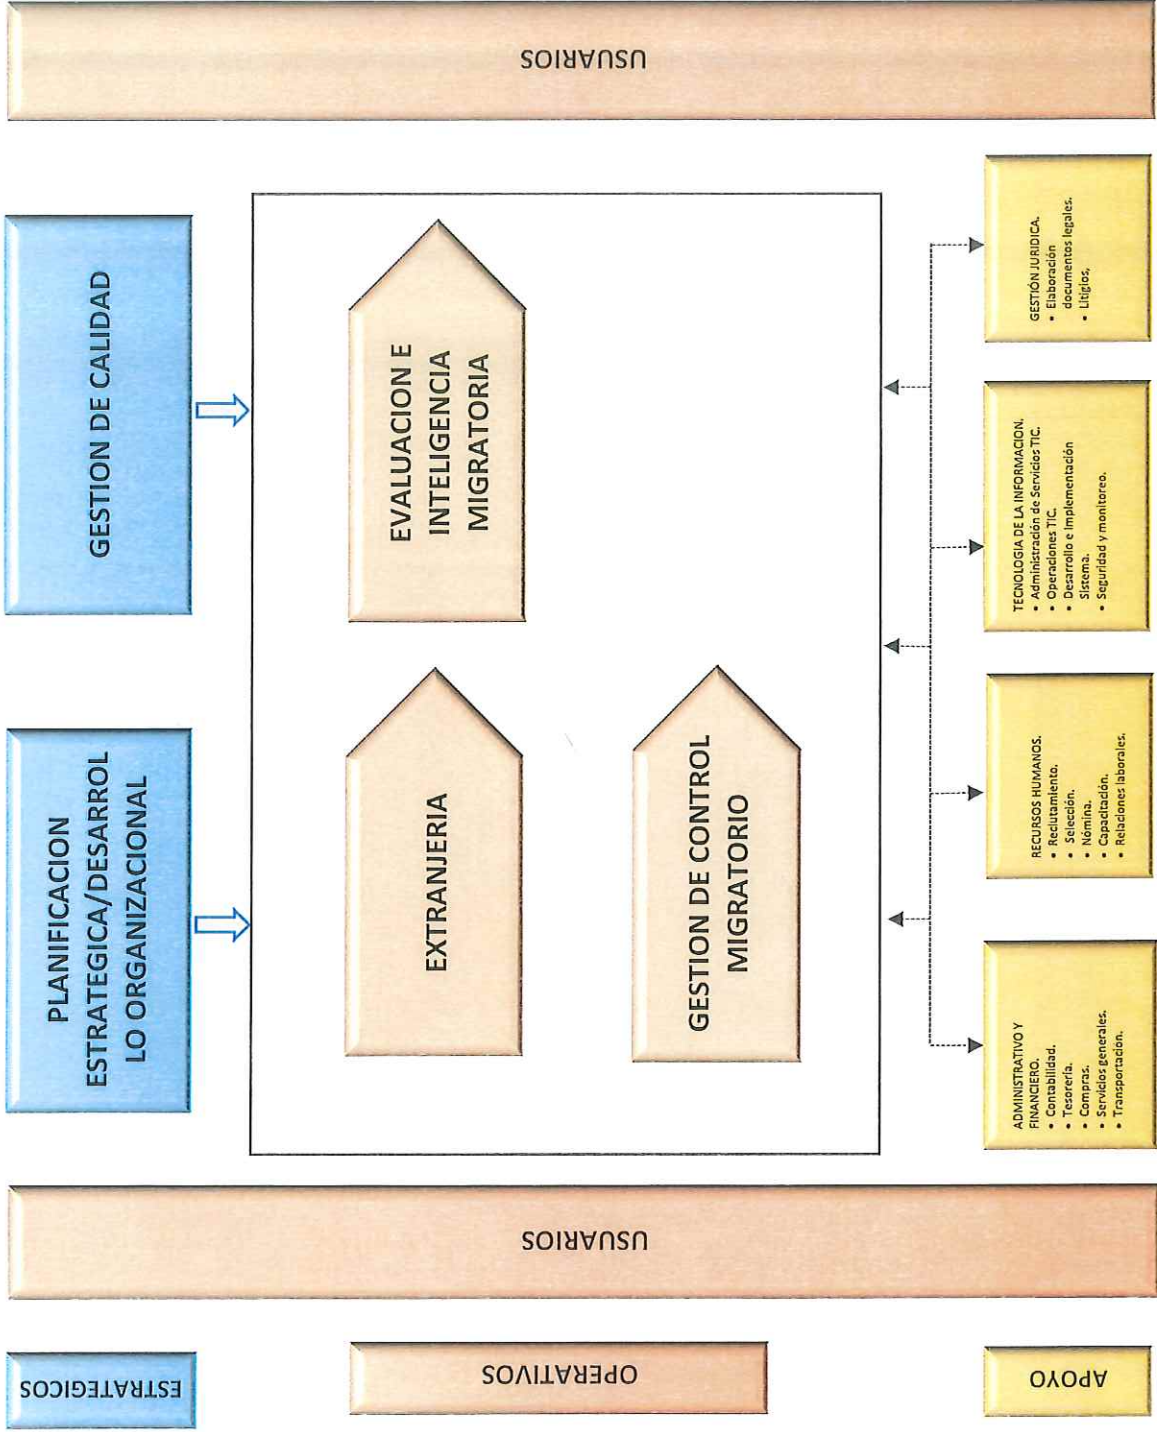 ESTRATEGICOS
OPERATIVOS
APOYO
USUARIOS
PLANIFICACION
ESTRATEGICA/DESARROL
LO ORGANIZACIONAL
GESTION DE CALIDAD
EXTRANJERIA
EVALUACION E
INTELIGENCIA
MIGRATORIA
GESTION DE CONTROL
MIGRATORIO
ADMINISTRATIVO Y
FINANCIERO.
• Contabilidad.
• Tesorería.
• Compras.
• Servicios generales.
• Transportación.
RECURSOS HUMANOS.
• Reclutamiento.
• Selección.
• Nómina.
• Capacitación.
• Relaciones laborales.
TECNOLOGIA DE LA INFORMACION.
• Administración de Servicios TIC.
• Operaciones TIC.
• Desarrollo e Implementación
Sistema.
• Seguridad y monitoreo.
GESTIÓN JURIDICA.
• Elaboración
documentos legales.
• Litigios,
USUARIOS